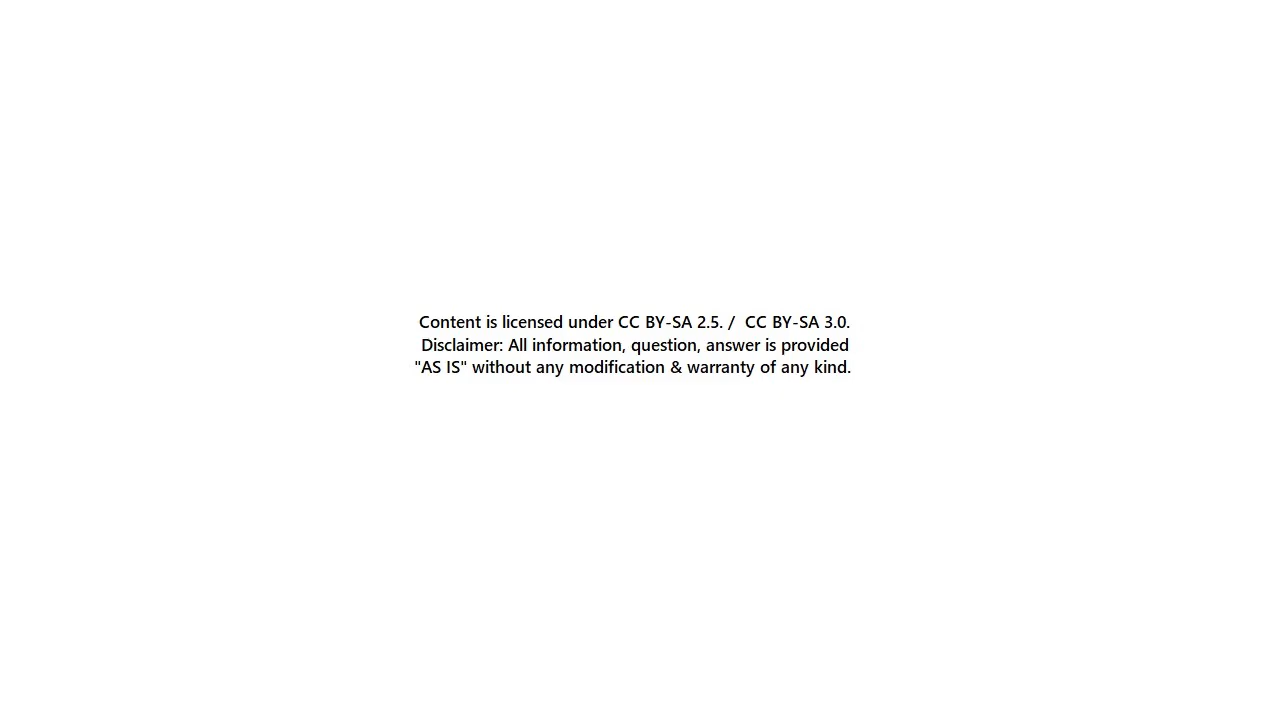 Content is licensed under CC BY-SA 2.5. /  CC BY-SA 3.0.
Disclaimer: All information, question, answer is provided
"AS IS" without any modification & warranty of any kind.